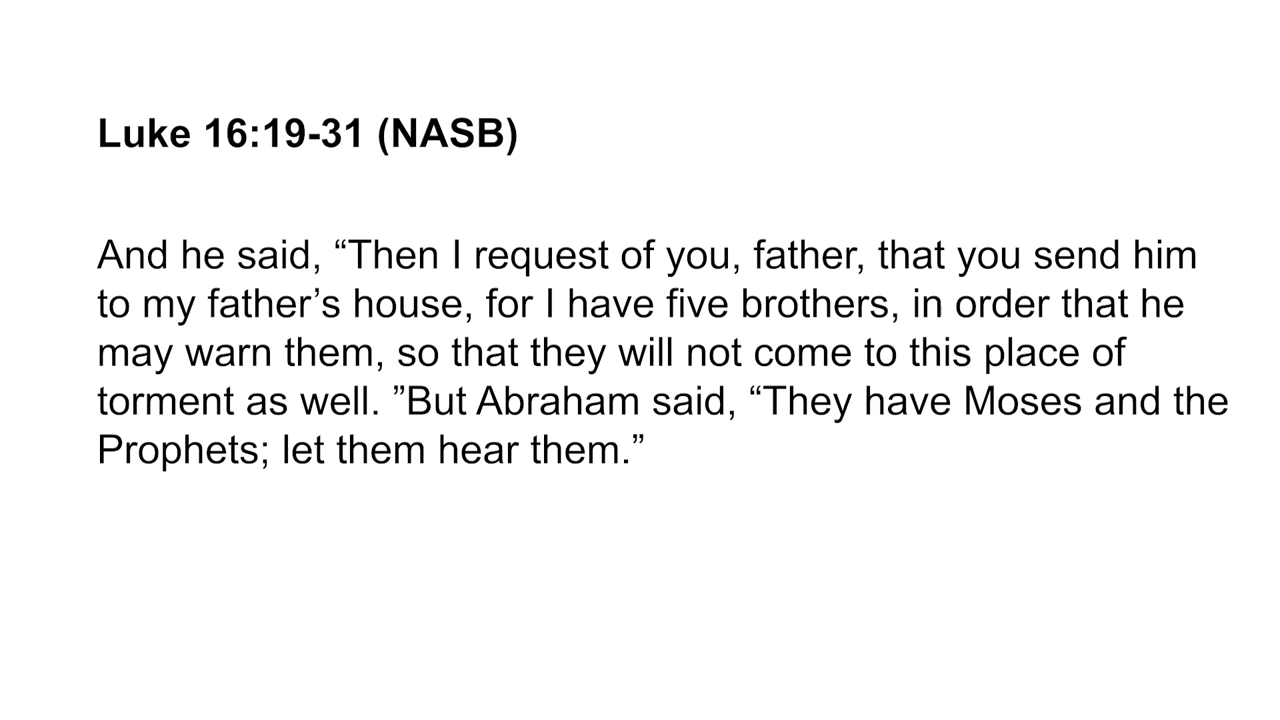 Luke 16:19-31 (NASB)
And he said, “Then I request of you, father, that you send him
to my father’s house, for I have five brothers, in order that he
may warn them, so that they will not come to this place of
torment as well. ”But Abraham said, “They have Moses and the
Prophets; let them hear them.”